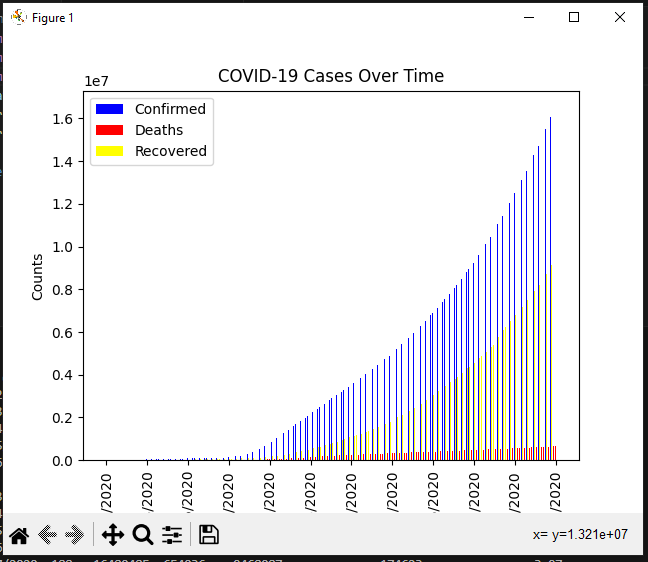 Figure 1
COVID-19 Cases Over Time
1e7
Confirmed
Deaths
Recovered
1.6
1.4
1.2
1.0
0.8
0.6
0.4
0.2
0.0
Counts
/2020 /2020 /2020 /2020 /2020 /2020 /2020 /2020 /2020 /2020 /2020 /2020
x= y=1.321e+07